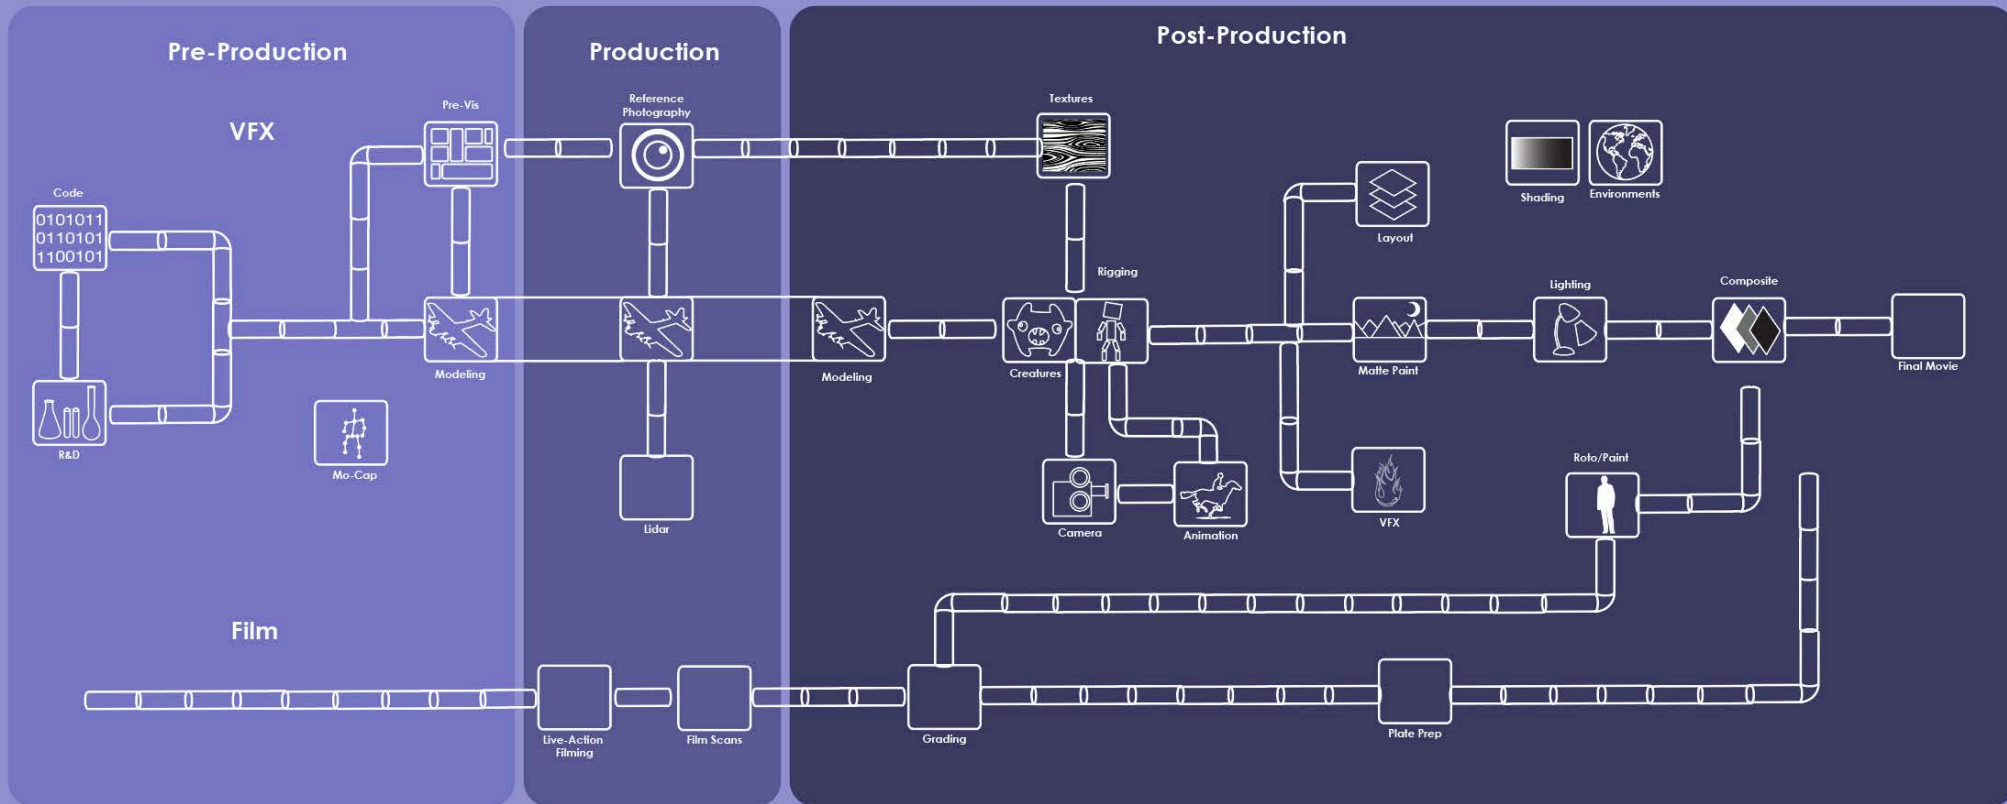 Pre-Production
Production
Post-Production
VFX
Pre-Vis
Reference
Photography
Textures
Code
0101011
0110101
1100101
Shading
Environments
Layout
Rigging
Lighting
Composite
Modeling
Modeling
Creatures
Matte Paint
Final Movie
R&D
Mo-Cap
Lidar
Camera
Animation
VFX
Roto/Paint
Film
Live-Action
Filming
Film Scans
Grading
Plate Prep